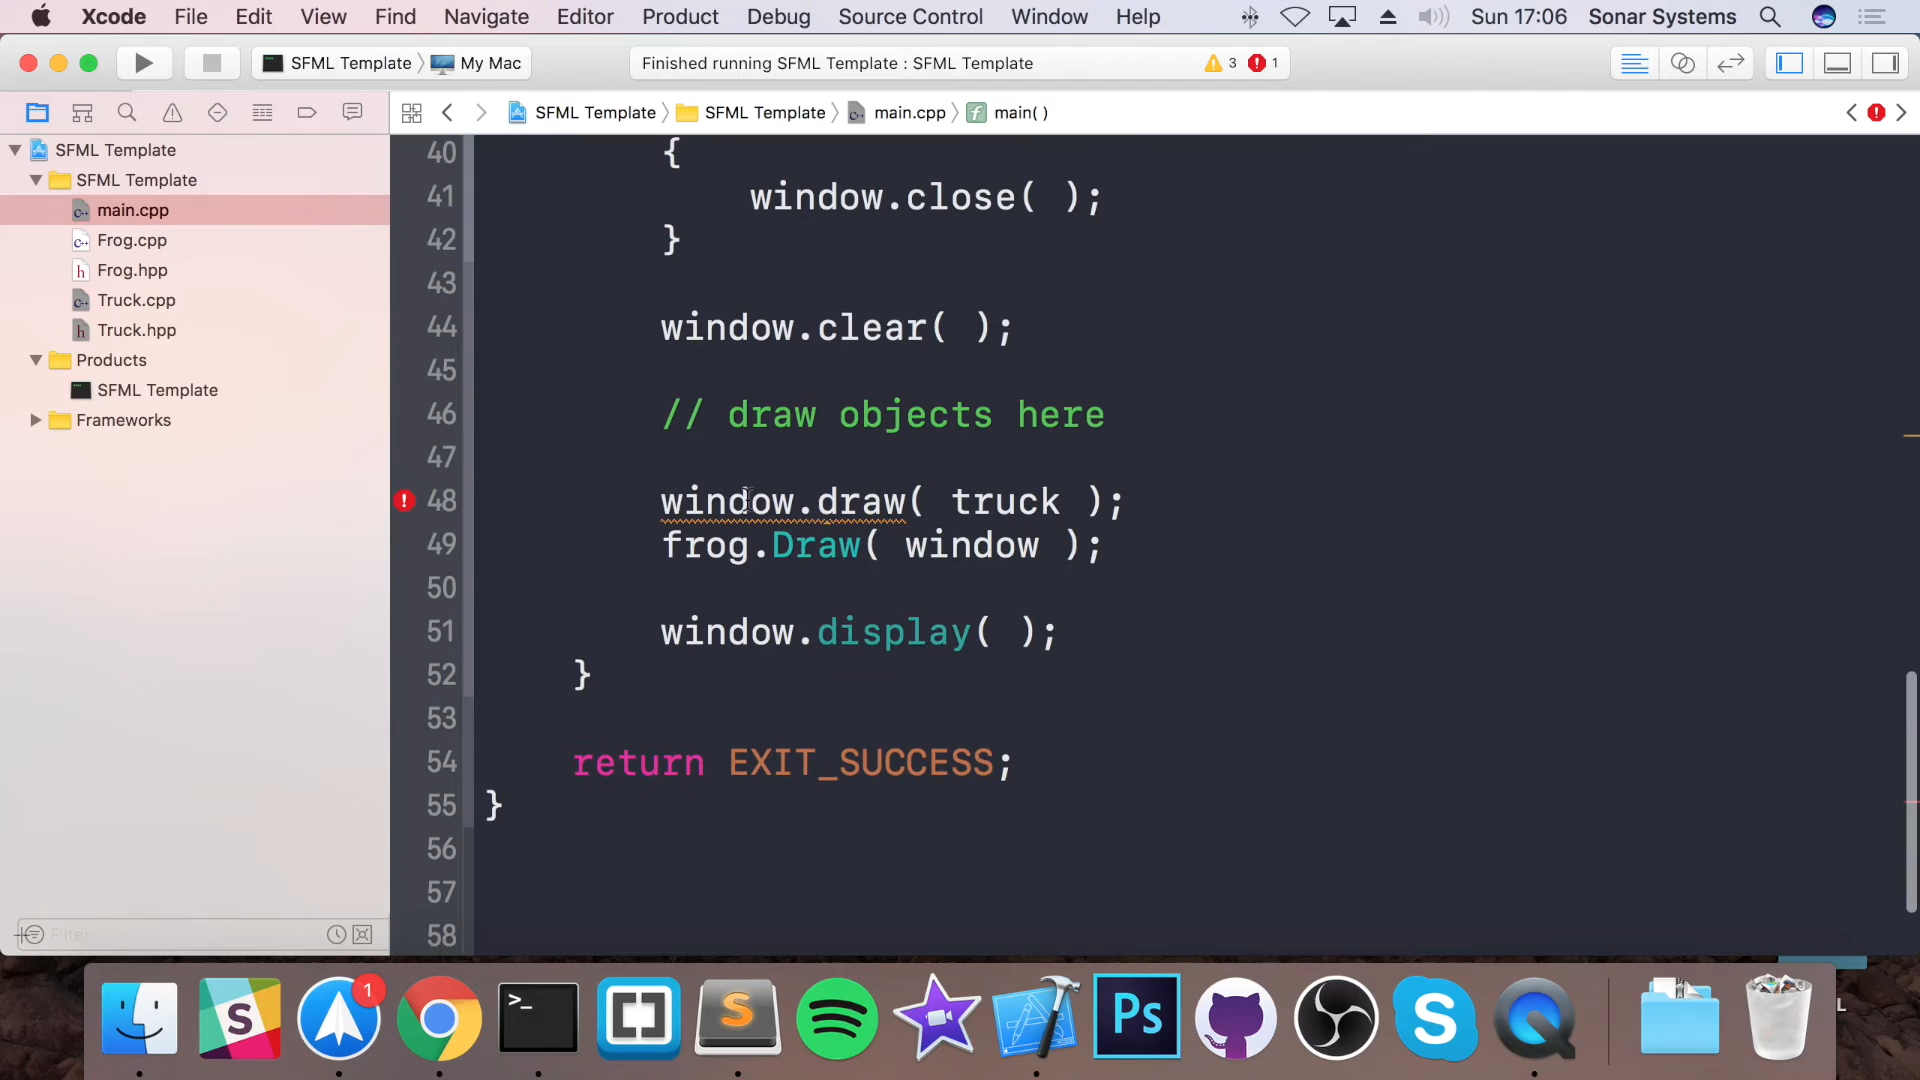 Xcode File Edit View Find Navigate Editor Product Debug Source Control Window Help Sun 17:06 Sonar Systems
SFML Template 〉 My Mac Finished running SFML Template : SFML Template 3 1
SFML Template 〉 SFML Template 〉 main.cpp 〉 main( )
SFML Template
SFML Template
main.cpp
Frog.cpp
Frog.hpp
Truck.cpp
Truck.hpp
Products
SFML Template
Frameworks
Filter
40 {
41 window.close( );
42 }
43
44 window.clear( );
45
46 // draw objects here
47
48 window.draw( truck );
49 frog.Draw( window );
50
51 window.display( );
52 }
53
54 return EXIT_SUCCESS;
55 }
56
57
58
1
>_
S
S
Ps
S
L